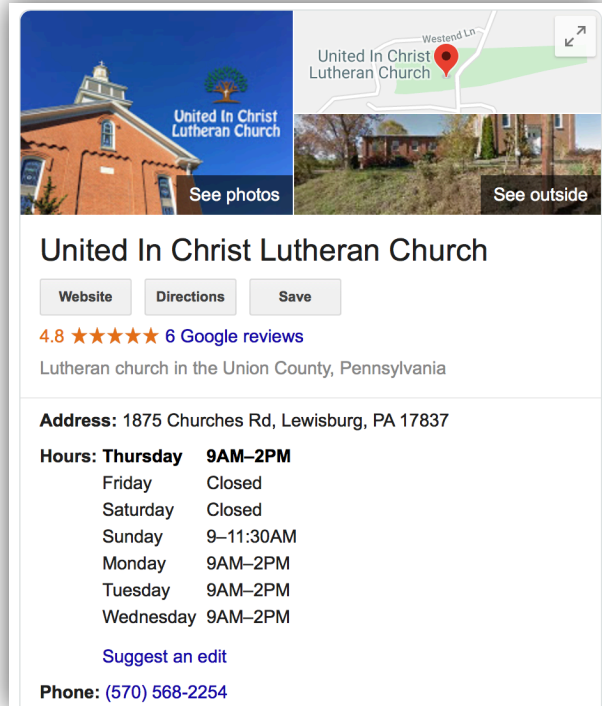 Westend Ln
United In Christ
Lutheran Church
United In Christ
Lutheran Church
See photos
See outside
United In Christ Lutheran Church
Website Directions Save
4.8 ★★★★★ 6 Google reviews
Lutheran church in the Union County, Pennsylvania
Address: 1875 Churches Rd, Lewisburg, PA 17837
Hours: Thursday 9AM–2PM
Friday Closed
Saturday Closed
Sunday 9–11:30AM
Monday 9AM–2PM
Tuesday 9AM–2PM
Wednesday 9AM–2PM
Suggest an edit
Phone: (570) 568-2254